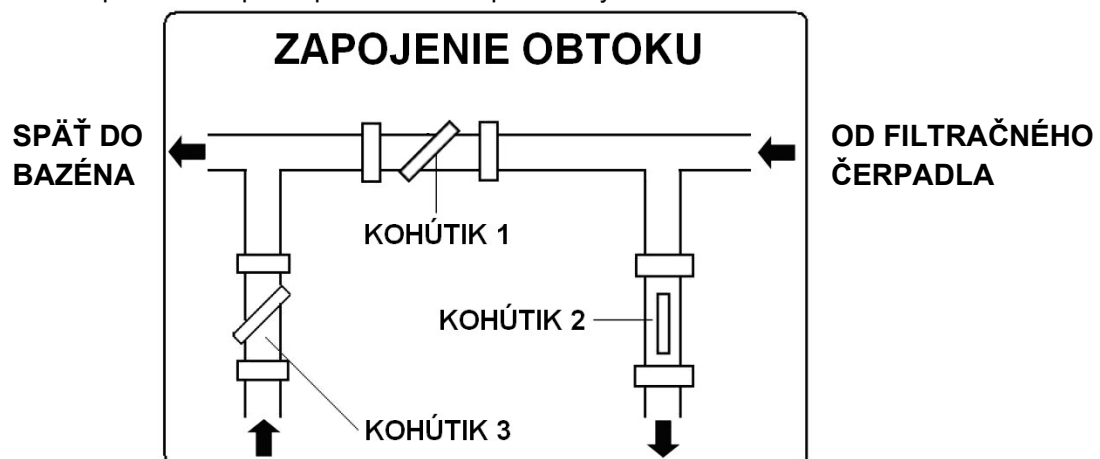 ZAPOJENIE OBTOKU
SPÄŤ DO
BAZÉNA
OD FILTRAČNÉHO
ČERPADLA
KOHÚTIK 1
KOHÚTIK 2
KOHÚTIK 3